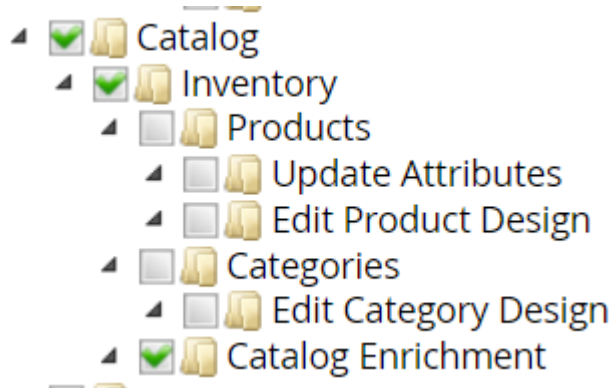 Catalog
Inventory
Products
Update Attributes
Edit Product Design
Categories
Edit Category Design
Catalog Enrichment